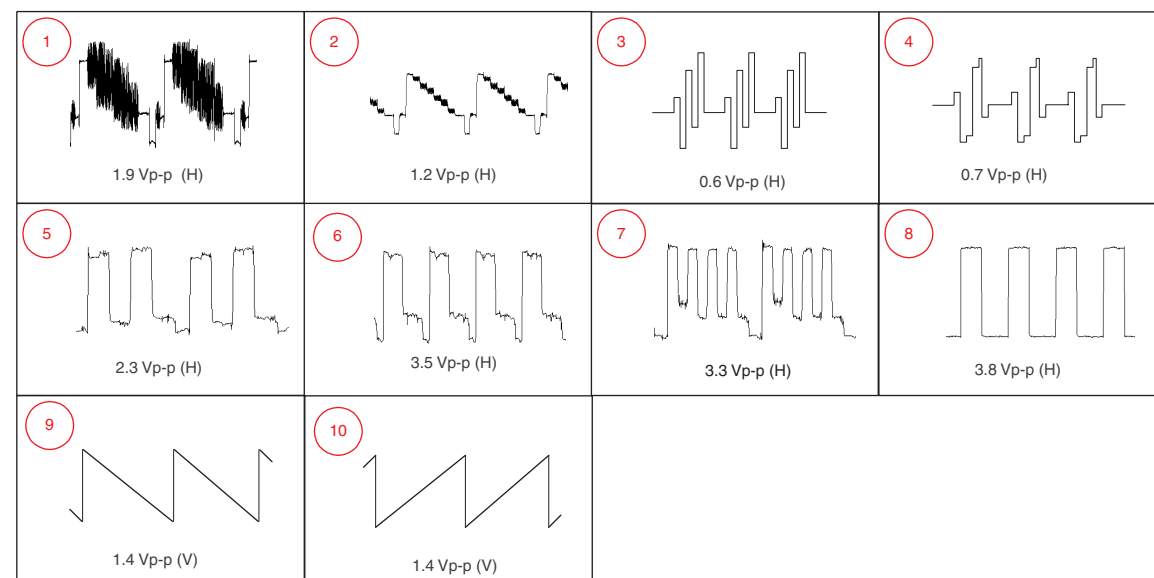 1
1.9 Vp-p (H)
2
1.2 Vp-p (H)
3
0.6 Vp-p (H)
4
0.7 Vp-p (H)
5
2.3 Vp-p (H)
6
3.5 Vp-p (H)
7
3.3 Vp-p (H)
8
3.8 Vp-p (H)
9
1.4 Vp-p (V)
10
1.4 Vp-p (V)